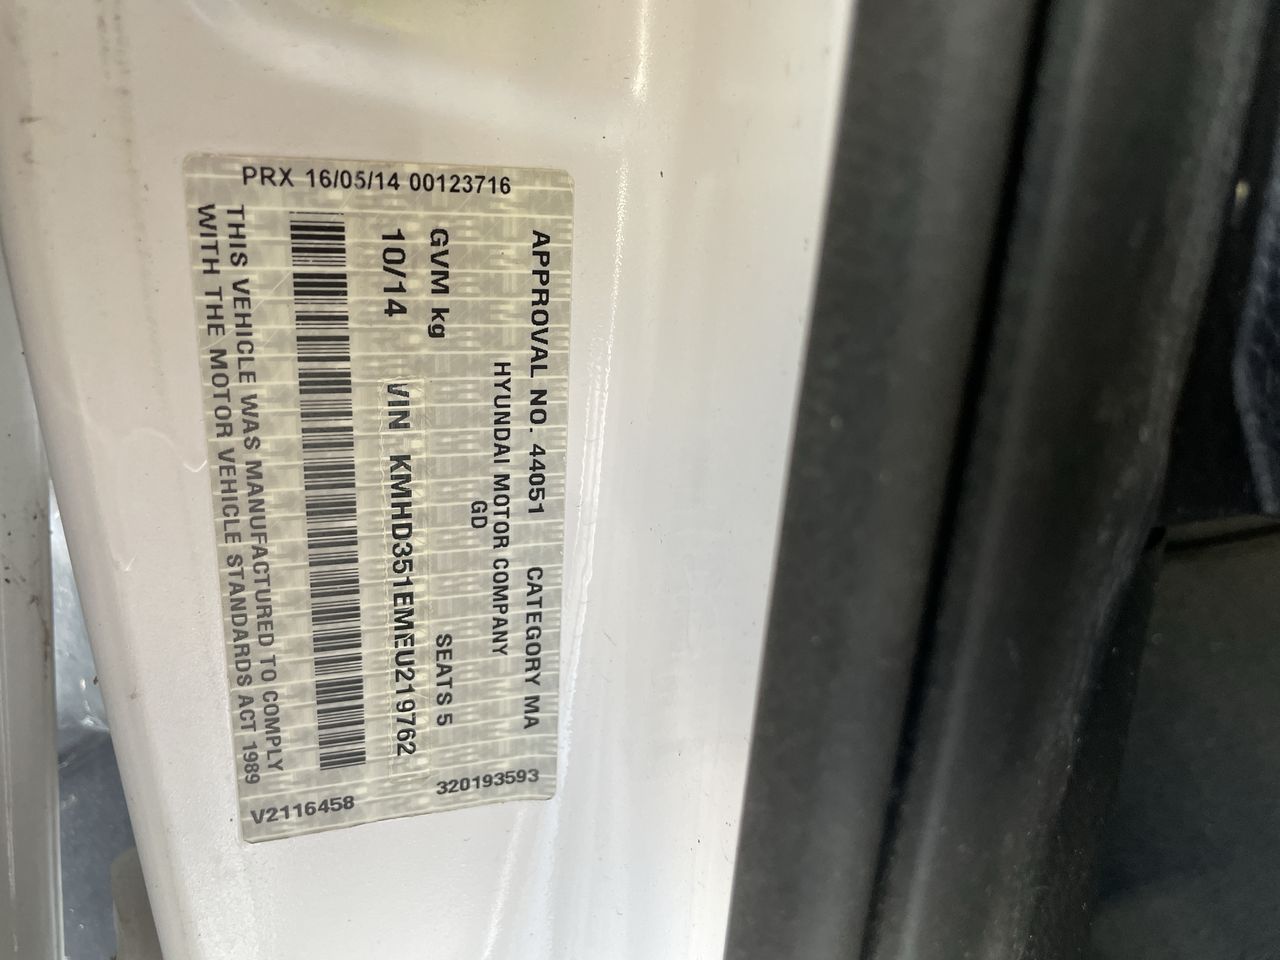 PRX 16/05/14 00123716
APPROVAL NO. 44051 CATEGORY MA
HYUNDAI MOTOR COMPANY
GD
GVM kg SEATS 5
10/14 VIN KMHD351EMEU219762
THIS VEHICLE WAS MANUFACTURED TO COMPLY
WITH THE MOTOR VEHICLE STANDARDS ACT 1989
V2116458 320193593